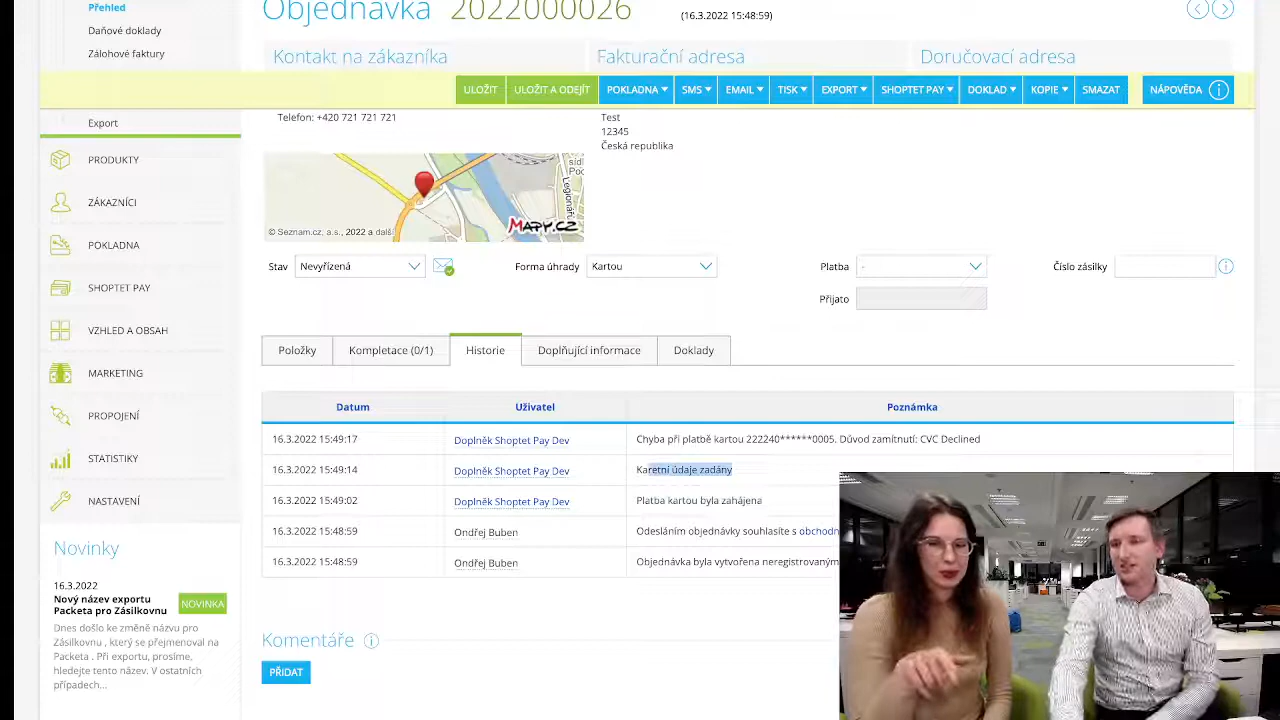 Přehled
Daňové doklady
Zálohové faktury
Export
PRODUKTY
ZÁKAZNÍCI
POKLADNA
SHOPTET PAY
VZHLED A OBSAH
MARKETING
PROPOJENÍ
STATISTIKY
NASTAVENÍ
Novinky
16.3.2022
Nový název exportu
Packeta pro Zásilkovnu
NOVINKA
Dnes došlo ke změně názvu pro
Zásilkovnu , který se přejmenoval na
Packeta . Při exportu, prosíme,
hledejte tento název. V ostatních
případech...
Objednávka 2022000026 (16.3.2022 15:48:59)
Kontakt na zákazníka Fakturační adresa Doručovací adresa
ULOŽIT ULOŽIT A ODEJÍT POKLADNA SMS EMAIL TISK EXPORT SHOPTET PAY DOKLAD KOPIE SMAZAT NÁPOVĚDA
Telefon: +420 721 721 721
Test
12345
Česká republika
Legionář
© Seznam.cz, a.s., 2022 a další
Mapy.cz
Stav Nevyřízená Forma úhrady Kartou Platba - Číslo zásilky
Přijato
Položky Kompletace (0/1) Historie Doplňující informace Doklady
Datum Uživatel Poznámka
16.3.2022 15:49:17 Doplněk Shoptet Pay Dev Chyba při platbě kartou 222240******0005. Důvod zamítnutí: CVC Declined
16.3.2022 15:49:14 Doplněk Shoptet Pay Dev Karetní údaje zadány
16.3.2022 15:49:02 Doplněk Shoptet Pay Dev Platba kartou byla zahájena
16.3.2022 15:48:59 Ondřej Buben Odesláním objednávky souhlasíte s obchodn
16.3.2022 15:48:59 Ondřej Buben Objednávka byla vytvořena neregistrovaným
Komentáře
PŘIDAT